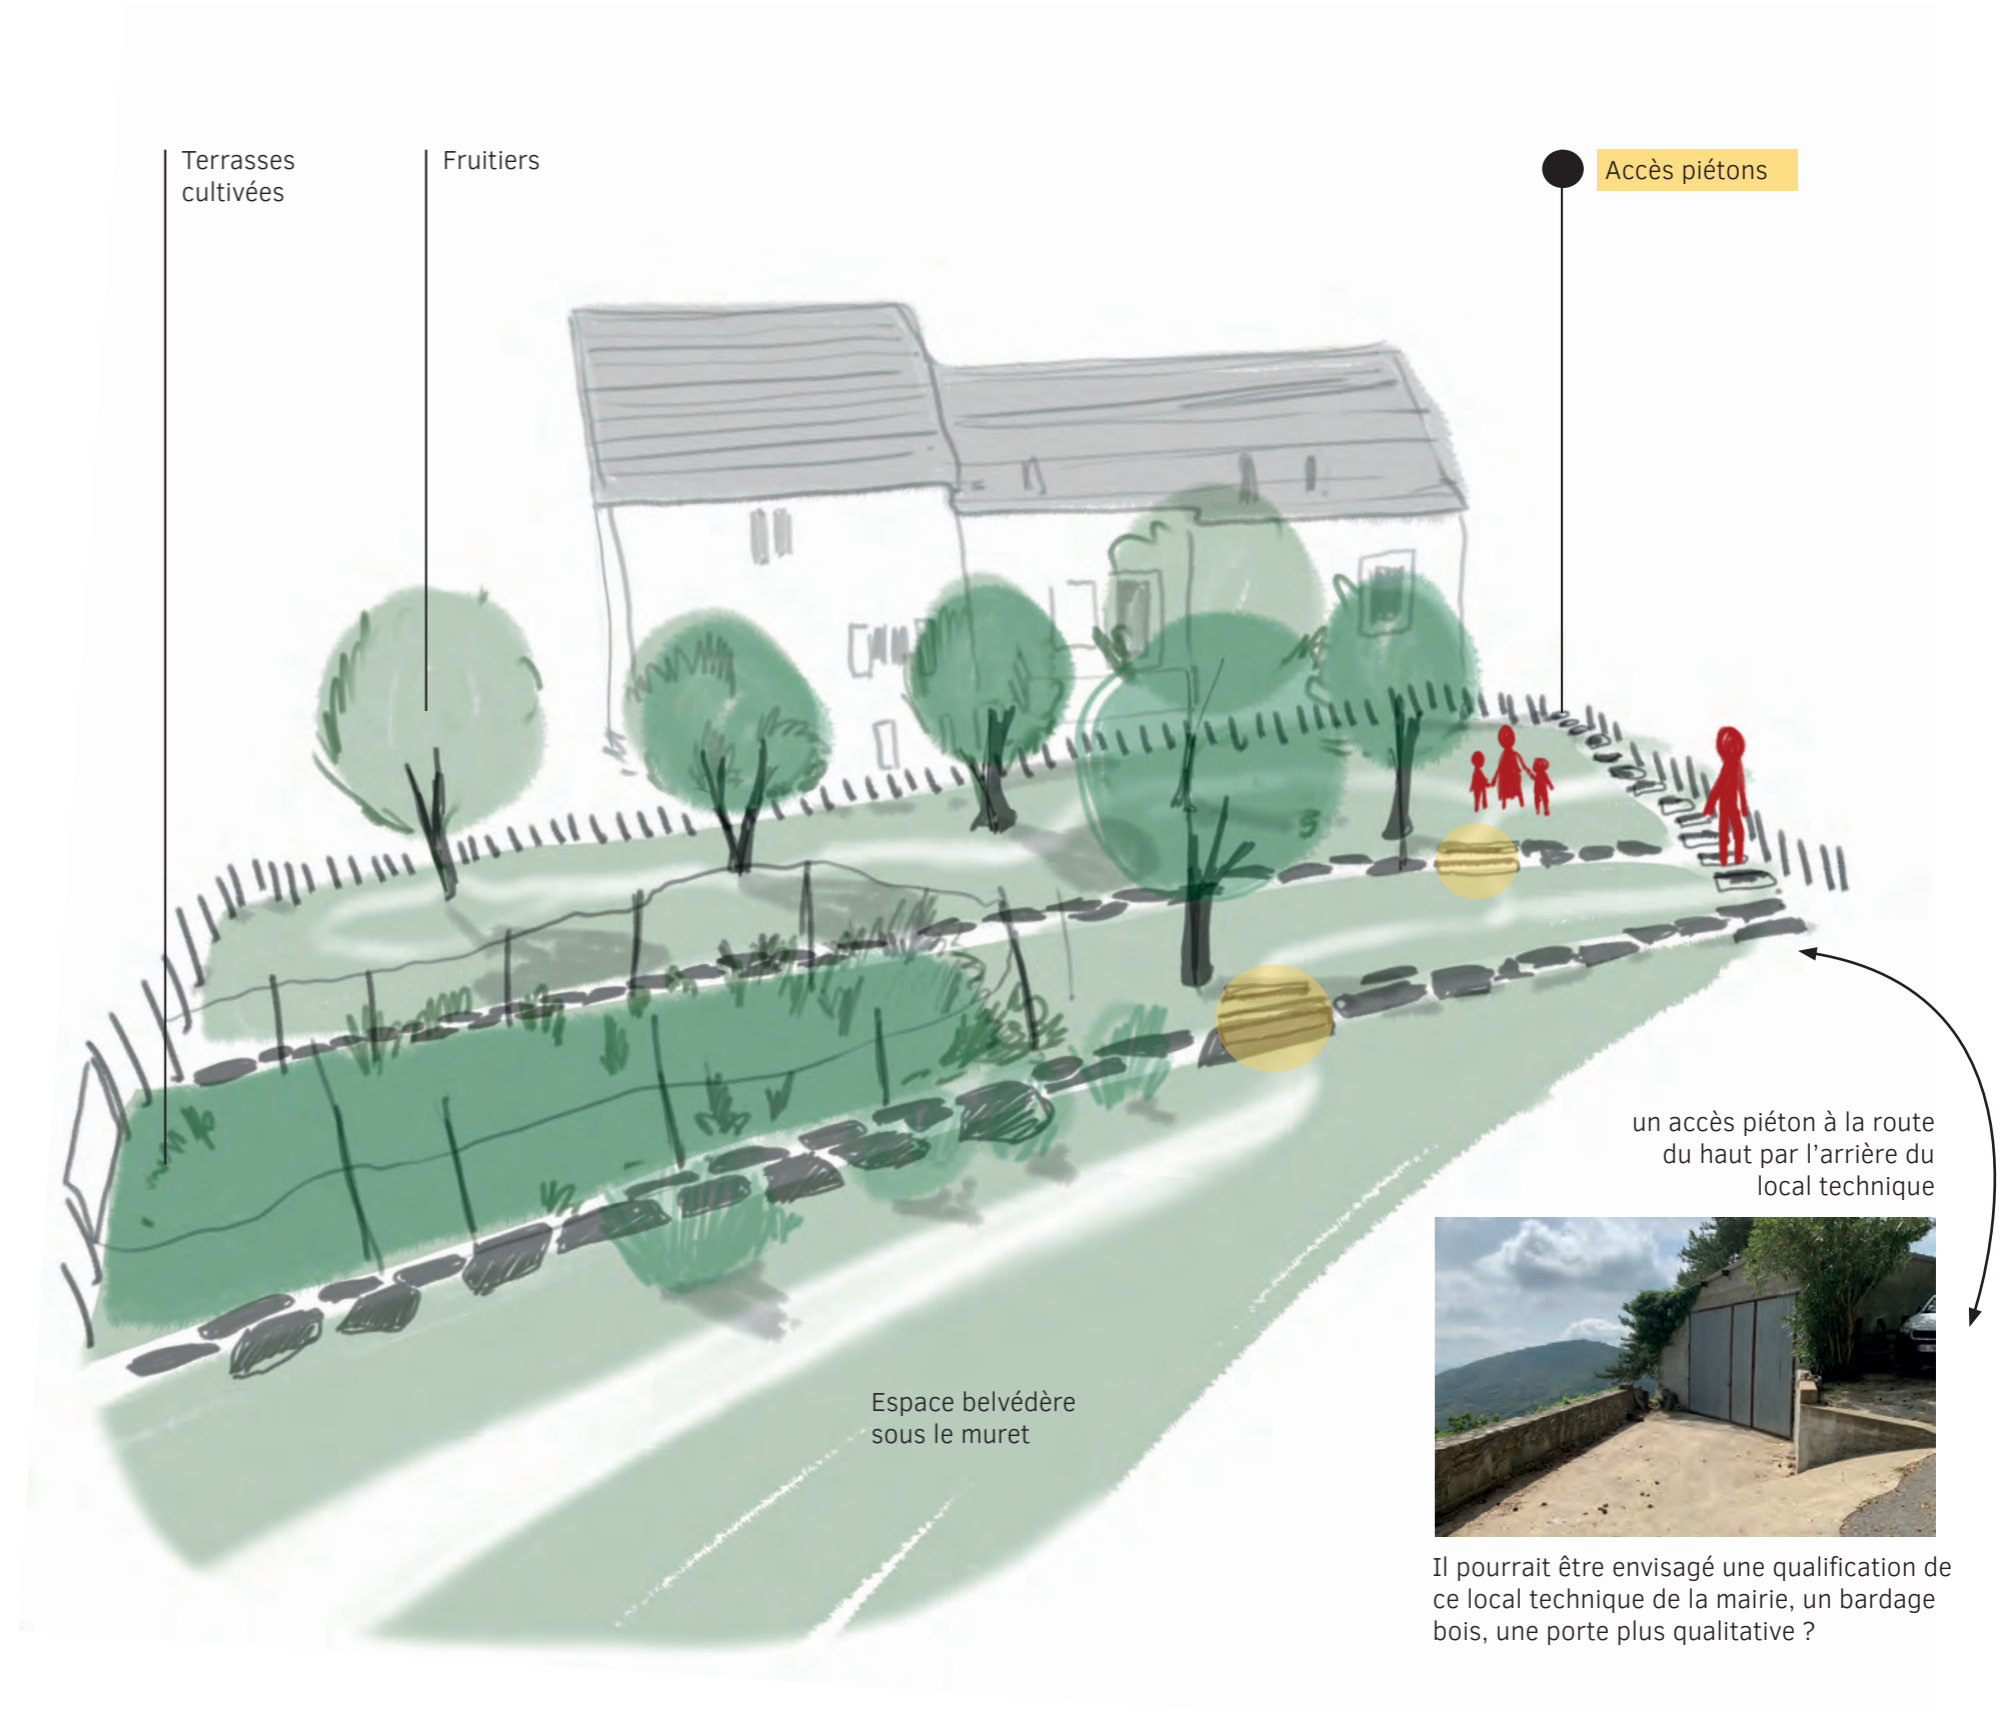 Terrasses
cultivées
Fruitiers
Accès piétons
un accès piéton à la route
du haut par l’arrière du
local technique
Espace belvédère
sous le muret
Il pourrait être envisagé une qualification de
ce local technique de la mairie, un bardage
bois, une porte plus qualitative ?